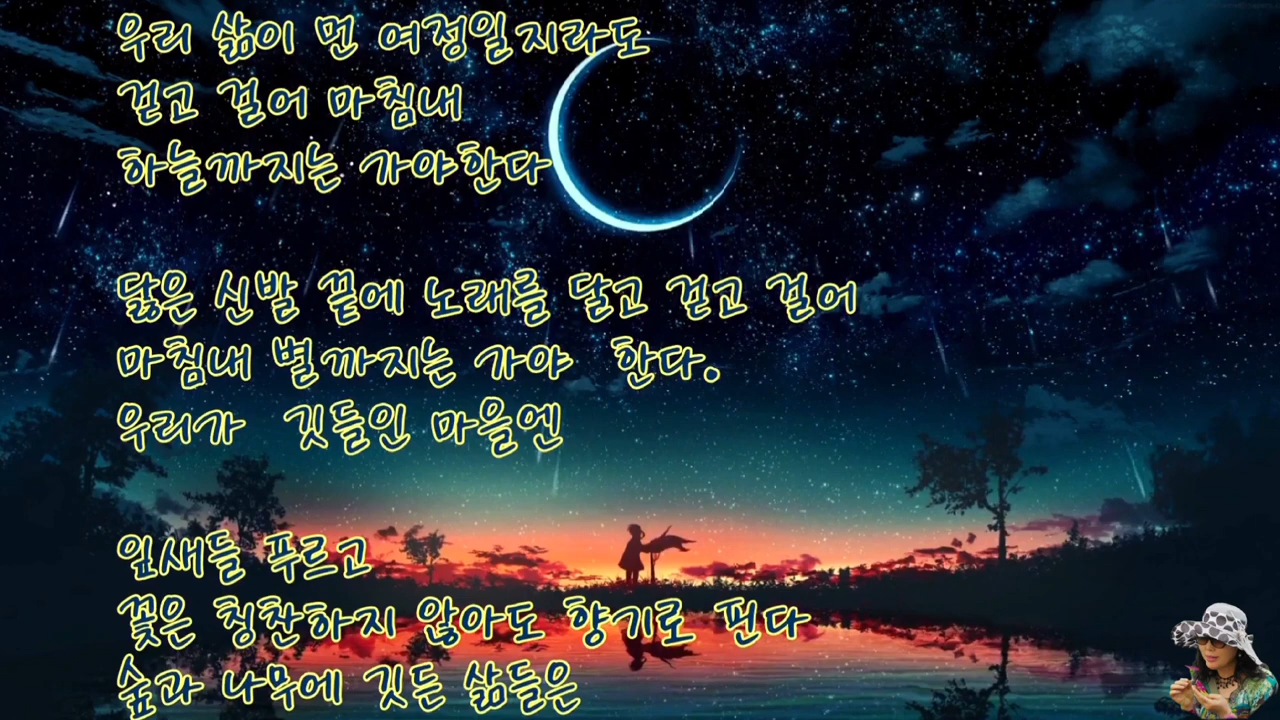 우리 삶이 먼 여정일지라도
걷고 걸어 마침내
하늘까지는 가야한다
닳은 신발 끝에 노래를 달고 걷고 걸어
마침내 별까지는 가야 한다.
우리가 깃들인 마을엔
잎새들 푸르고
꽃은 칭찬하지 않아도 향기로 핀다
숲과 나무에 깃든 삶들은